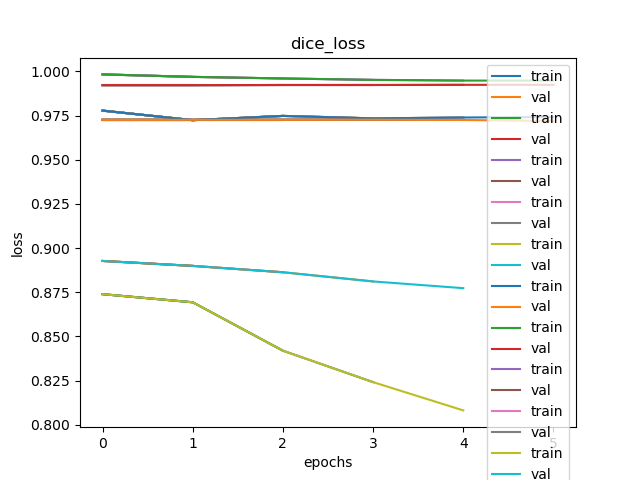 dice_loss
1.000
0.975
0.950
0.925
0.900
0.875
0.850
0.825
0.800
loss
0
1
2
3
4
5
epochs
train
val
train
val
train
val
train
val
train
val
train
val
train
val
train
val
train
val
train
val